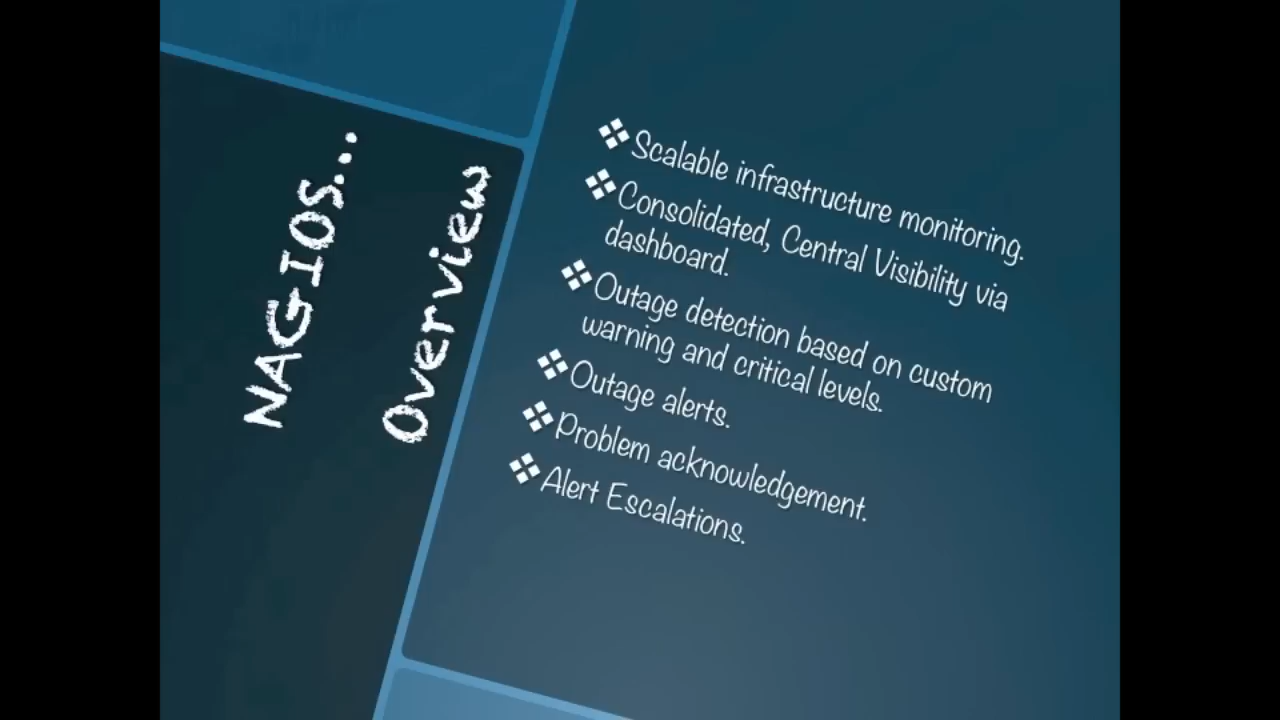 NAGIOS...
Overview
❖Scalable infrastructure monitoring.
❖Consolidated, Central Visibility via
dashboard.
❖Outage detection based on custom
warning and critical levels.
❖Outage alerts.
❖Problem acknowledgement.
❖Alert Escalations.